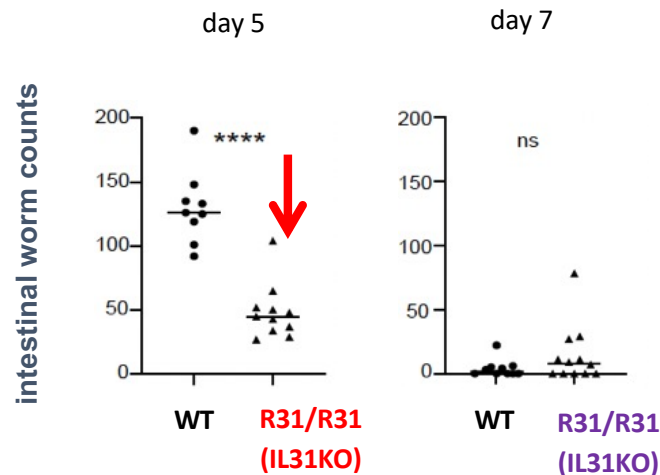 day 5
day 7
intestinal worm counts
200
150
100
50
0
****
WT
R31/R31
(IL31KO)
200
150
100
50
0
ns
WT
R31/R31
(IL31KO)